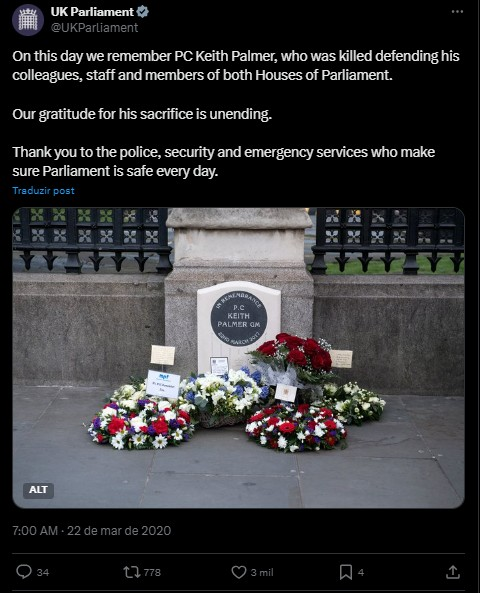 UK Parliament
@UKParliament
On this day we remember PC Keith Palmer, who was killed defending his
colleagues, staff and members of both Houses of Parliament.
Our gratitude for his sacrifice is unending.
Thank you to the police, security and emergency services who make
sure Parliament is safe every day.
Traduzir post
IN REMEMBRANCE
P.C
KEITH
PALMER GM
22ND MARCH 2017
ALT
7:00 AM · 22 de mar de 2020
34
778
3 mil
4